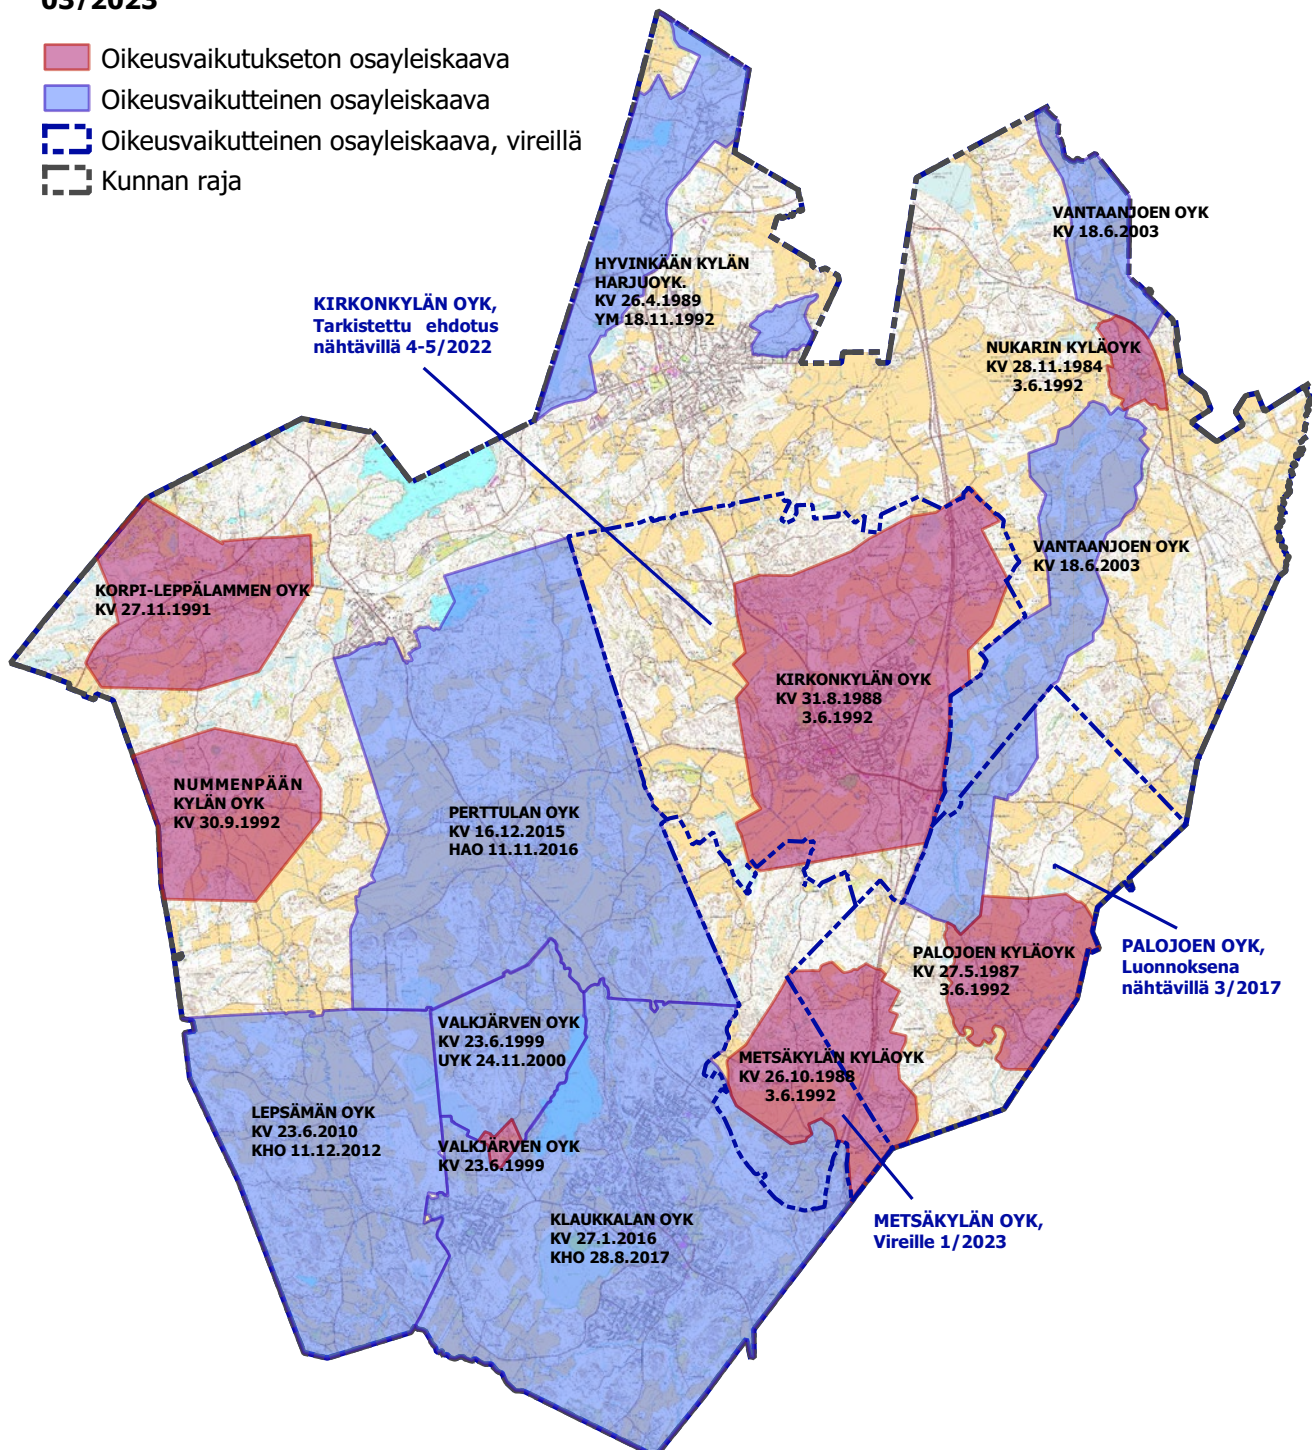 03/2023
Oikeusvaikutukseton osayleiskaava
Oikeusvaikutteinen osayleiskaava
Oikeusvaikutteinen osayleiskaava, vireillä
Kunnan raja
VANTAANJOEN OYK
KV 18.6.2003
HYVINKÄÄN KYLÄN
HARJUOYK.
KV 26.4.1989
YM 18.11.1992
KIRKONKYLÄN OYK,
Tarkistettu ehdotus
nähtävillä 4-5/2022
NUKARIN KYLÄOYK
KV 28.11.1984
3.6.1992
VANTAANJOEN OYK
KV 18.6.2003
KORPI-LEPPÄLAMMEN OYK
KV 27.11.1991
KIRKONKYLÄN OYK
KV 31.8.1988
3.6.1992
NUMMENPÄÄN
KYLÄN OYK
KV 30.9.1992
PERTTULAN OYK
KV 16.12.2015
HAO 11.11.2016
PALOJOEN KYLÄOYK
KV 27.5.1987
3.6.1992
PALOJOEN OYK,
Luonnoksena
nähtävillä 3/2017
VALKJÄRVEN OYK
KV 23.6.1999
UYK 24.11.2000
METSÄKYLÄN KYLÄOYK
KV 26.10.1988
3.6.1992
LEPSÄMÄN OYK
KV 23.6.2010
KHO 11.12.2012
VALKJÄRVEN OYK
KV 23.6.1999
KLAUKKALAN OYK
KV 27.1.2016
KHO 28.8.2017
METSÄKYLÄN OYK,
Vireille 1/2023